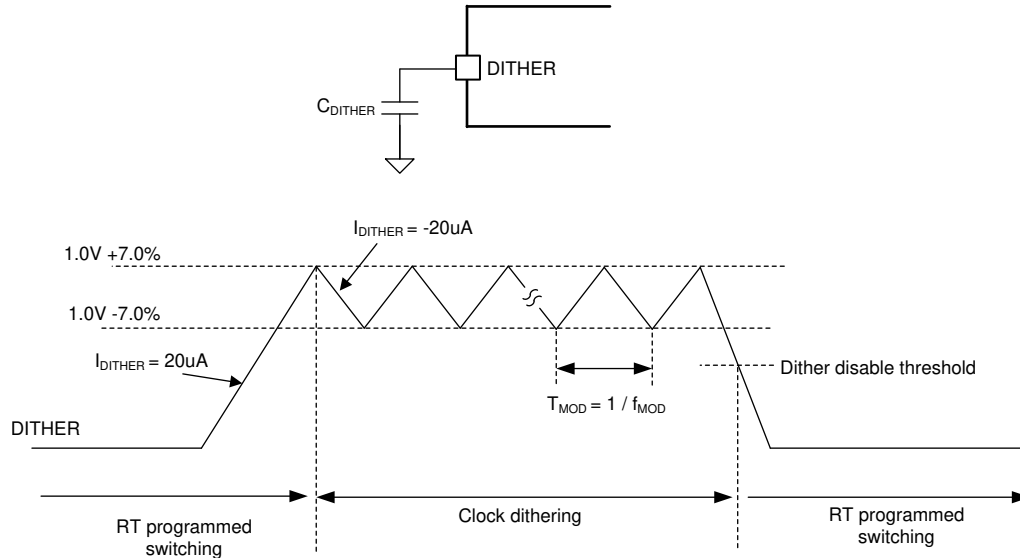 DITHER
CDITHER
IDITHER = -20uA
1.0V +7.0%
1.0V -7.0%
IDITHER = 20uA
Dither disable threshold
TMOD = 1 / fMOD
DITHER
RT programmed
switching
Clock dithering
RT programmed
switching